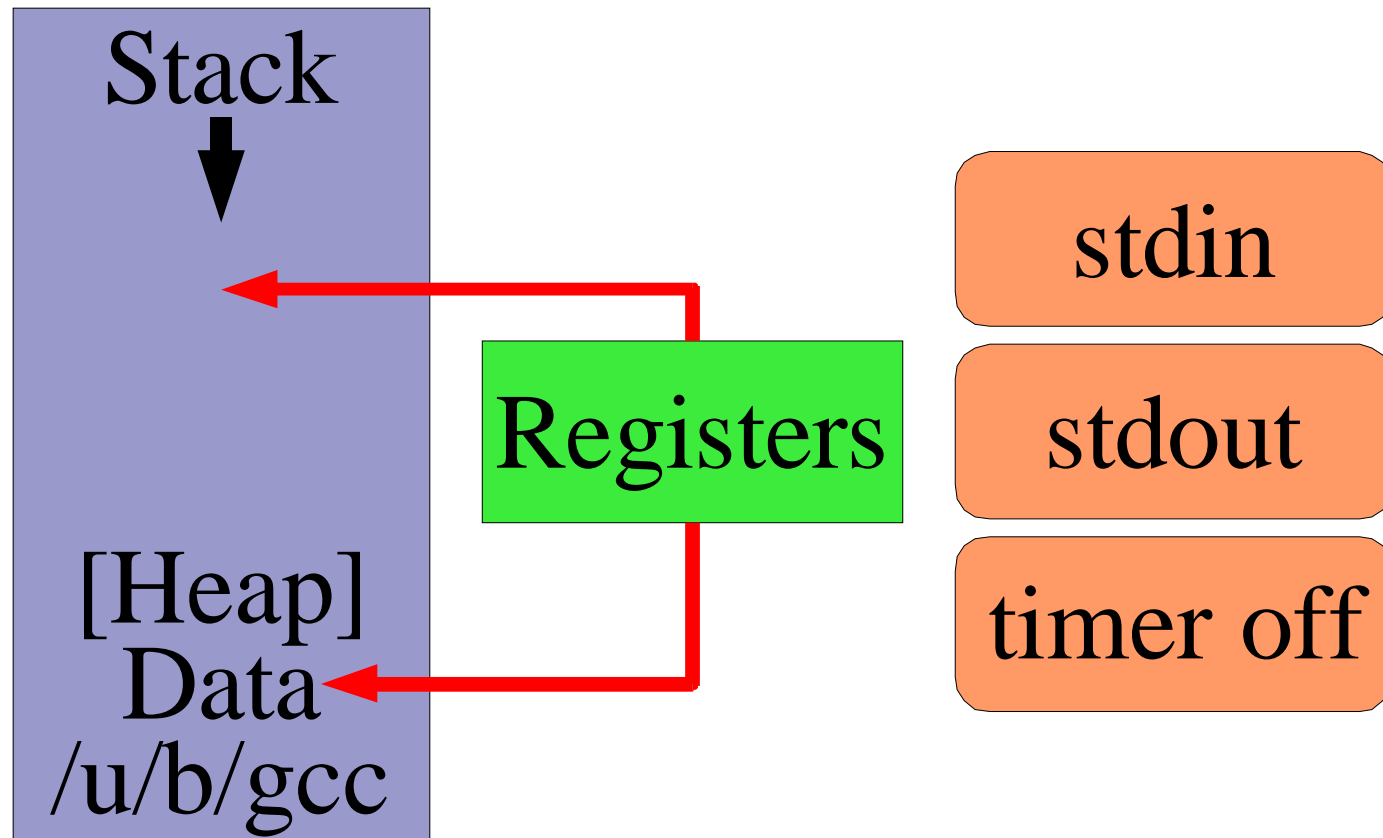 Stack
[Heap]
Data
/u/b/gcc
Registers
stdin
stdout
timer off